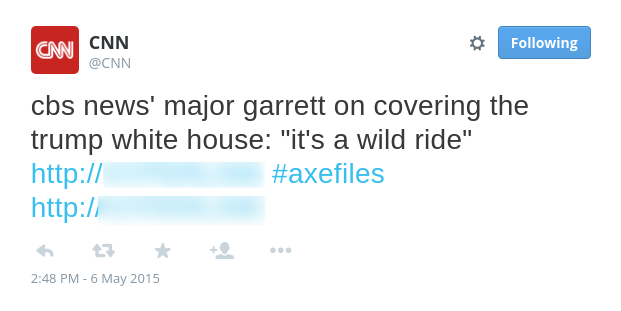 CNN
CNN
@CNN
Following
cbs news' major garrett on covering the
trump white house: "it's a wild ride"
http:// #axefiles
http://
2:48 PM - 6 May 2015